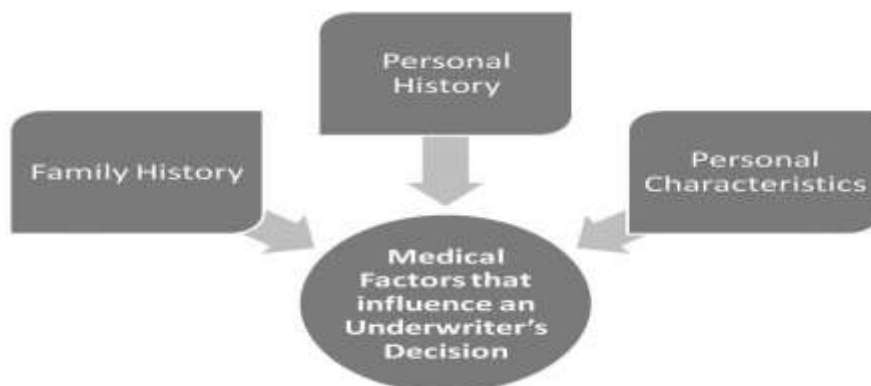 Personal
History
Family History
Personal
Characteristics
Medical
Factors that
influence an
Underwriter’s
Decision